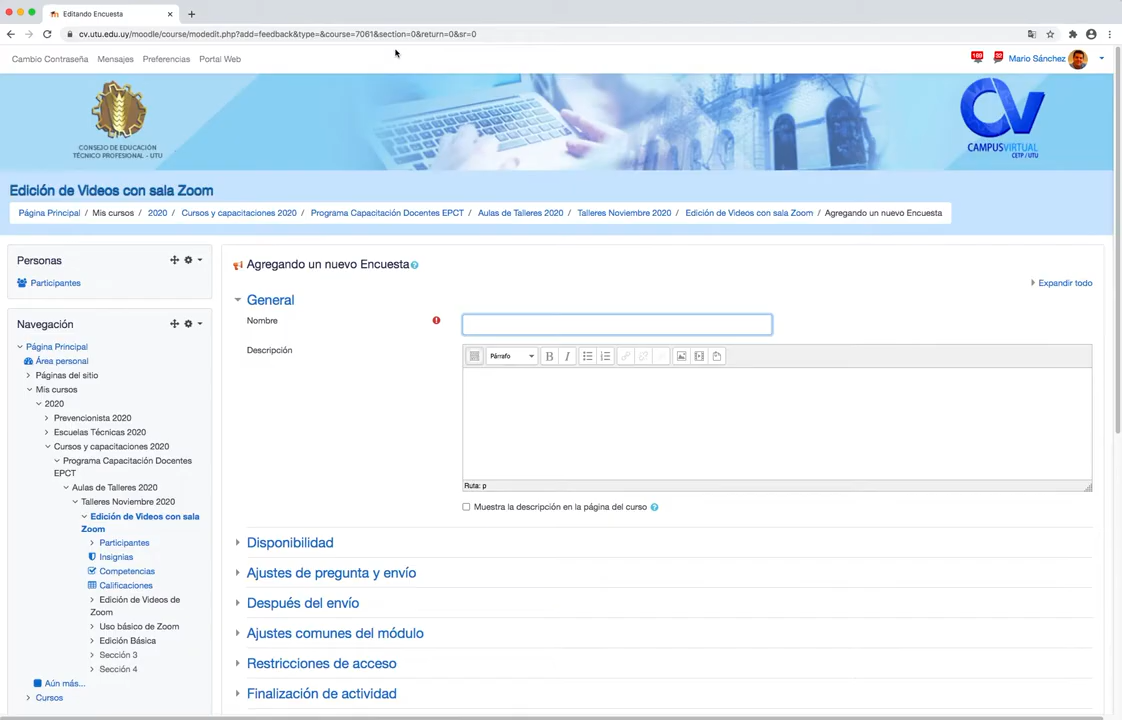 Editando Encuesta
cv.utu.edu.uy/moodle/course/modedit.php?add=feedback&type=&course=7061&section=0&return=0&sr=0
Cambio Contraseña Mensajes Preferencias Portal Web
Mario Sánchez
CONSEJO DE EDUCACIÓN
TÉCNICO PROFESIONAL - UTU
CV
CAMPUSVIRTUAL
CETP / UTU
Edición de Videos con sala Zoom
Página Principal / Mis cursos / 2020 / Cursos y capacitaciones 2020 / Programa Capacitación Docentes EPCT / Aulas de Talleres 2020 / Talleres Noviembre 2020 / Edición de Videos con sala Zoom / Agregando un nuevo Encuesta
Personas
Participantes
Navegación
Página Principal
Área personal
Páginas del sitio
Mis cursos
2020
Prevencionista 2020
Escuelas Técnicas 2020
Cursos y capacitaciones 2020
Programa Capacitación Docentes
EPCT
Aulas de Talleres 2020
Talleres Noviembre 2020
Edición de Videos con sala
Zoom
Participantes
Insignias
Competencias
Calificaciones
Edición de Videos de
Zoom
Uso básico de Zoom
Edición Básica
Sección 3
Sección 4
Aún más...
Cursos
Agregando un nuevo Encuesta
Expandir todo
General
Nombre
Descripción
Párrafo B I
Ruta: p
Muestra la descripción en la página del curso
Disponibilidad
Ajustes de pregunta y envío
Después del envío
Ajustes comunes del módulo
Restricciones de acceso
Finalización de actividad